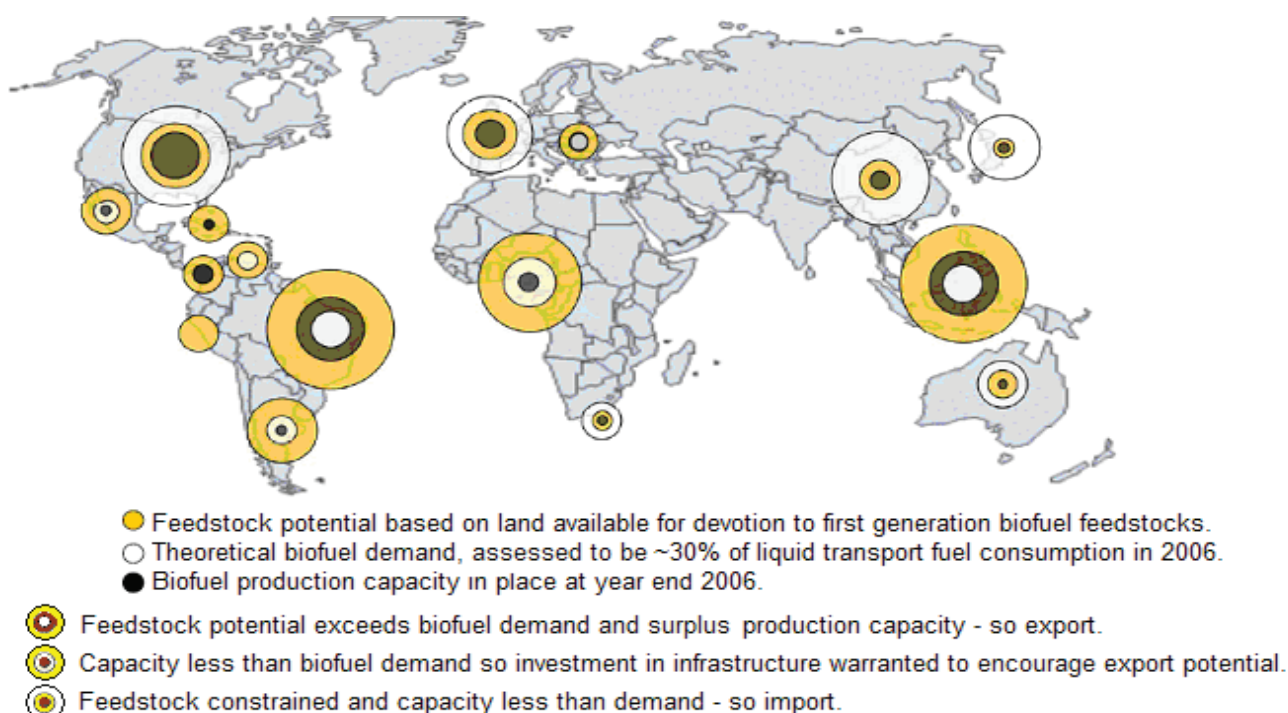 Feedstock potential based on land available for devotion to first generation biofuel feedstocks.
Theoretical biofuel demand, assessed to be ~30% of liquid transport fuel consumption in 2006.
Biofuel production capacity in place at year end 2006.
Feedstock potential exceeds biofuel demand and surplus production capacity - so export.
Capacity less than biofuel demand so investment in infrastructure warranted to encourage export potential.
Feedstock constrained and capacity less than demand - so import.